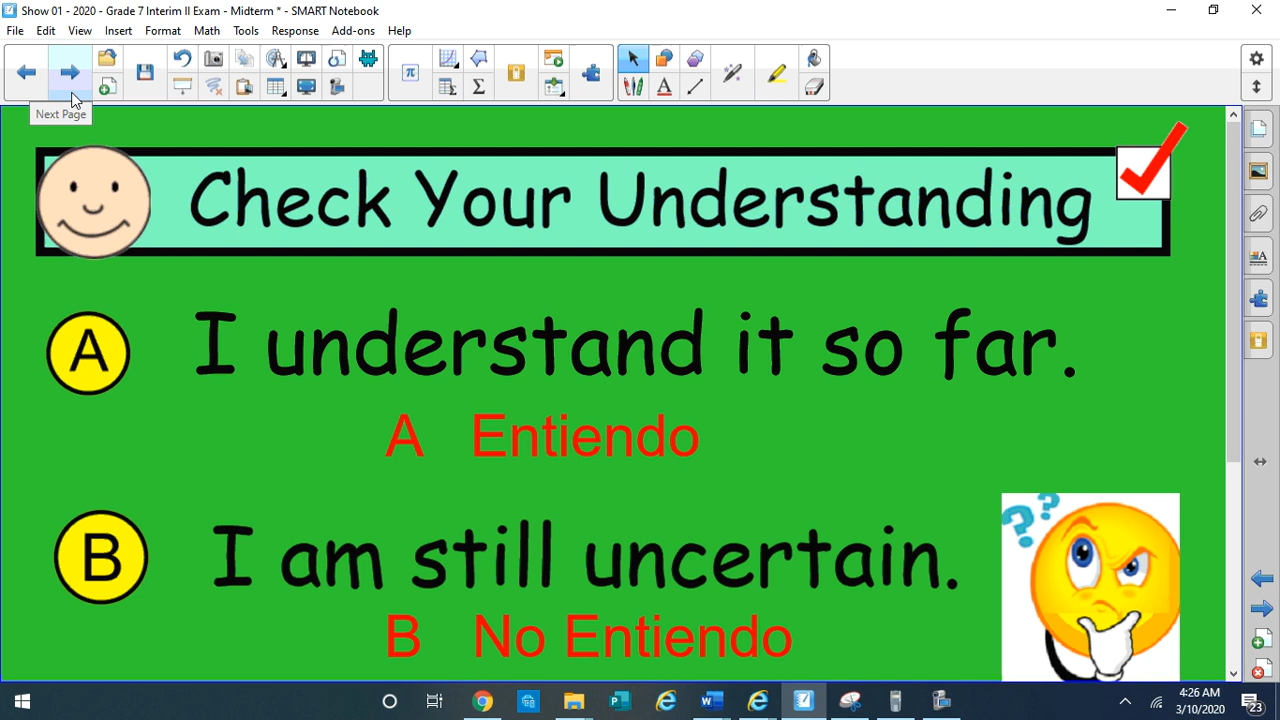 Show 01 - 2020 - Grade 7 Interim II Exam - Midterm * - SMART Notebook
File Edit View Insert Format Math Tools Response Add-ons Help
π Σ A
Next Page
Check Your Understanding
A I understand it so far.
A Entiendo
B I am still uncertain.
B No Entiendo
??
4:26 AM
3/10/2020
23